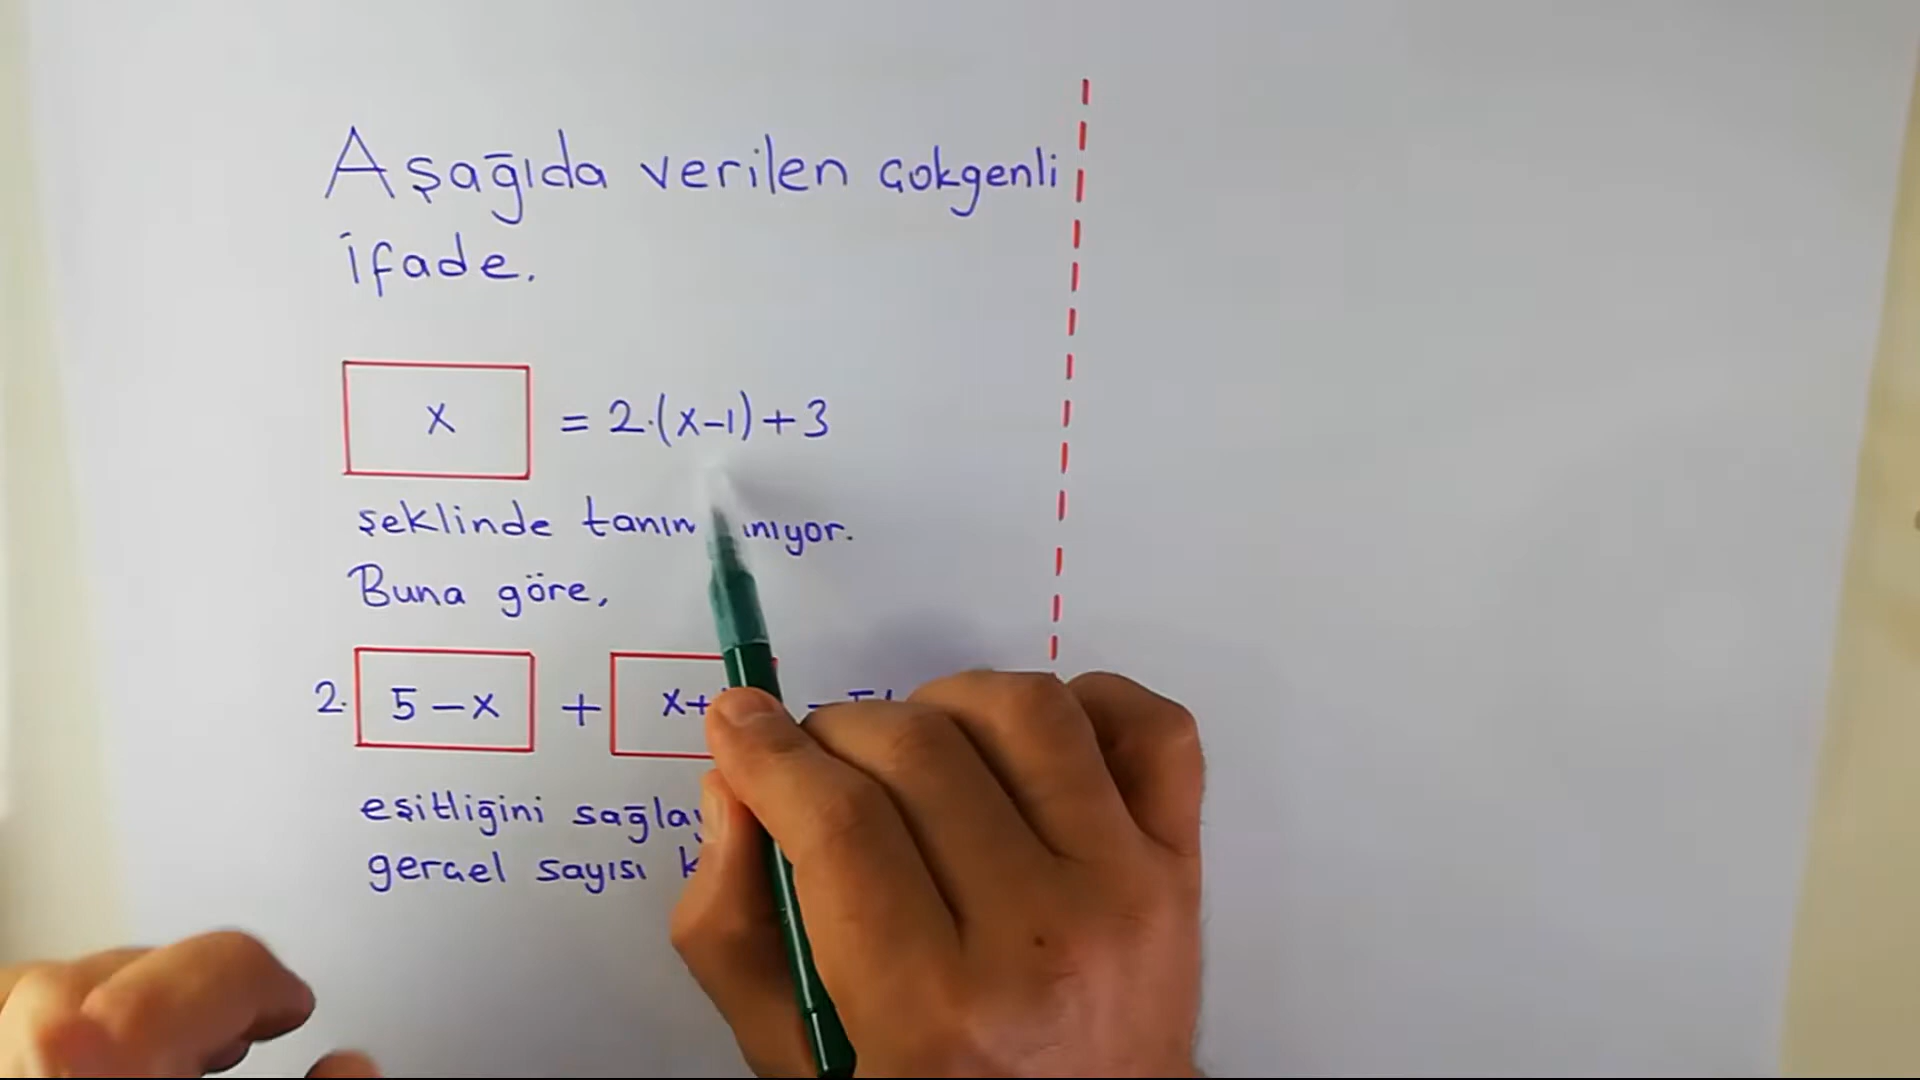 Aşağıda verilen çokgenli
ifade.
x = 2.(x-1)+3
şeklinde
Buna göre,
2. 5-x + x+
eşitliğini
gerçel sayısı